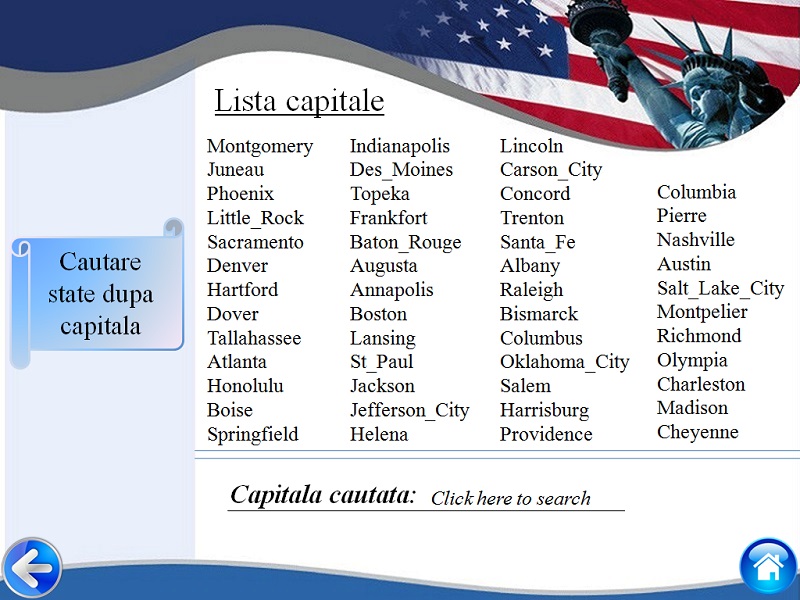 Lista capitale
Cautare
state dupa
capitala
Montgomery
Juneau
Phoenix
Little_Rock
Sacramento
Denver
Hartford
Dover
Tallahassee
Atlanta
Honolulu
Boise
Springfield
Indianapolis
Des_Moines
Topeka
Frankfort
Baton_Rouge
Augusta
Annapolis
Boston
Lansing
St_Paul
Jackson
Jefferson_City
Helena
Lincoln
Carson_City
Concord
Trenton
Santa_Fe
Albany
Raleigh
Bismarck
Columbus
Oklahoma_City
Salem
Harrisburg
Providence
Columbia
Pierre
Nashville
Austin
Salt_Lake_City
Montpelier
Richmond
Olympia
Charleston
Madison
Cheyenne
Capitala cautata: Click here to search